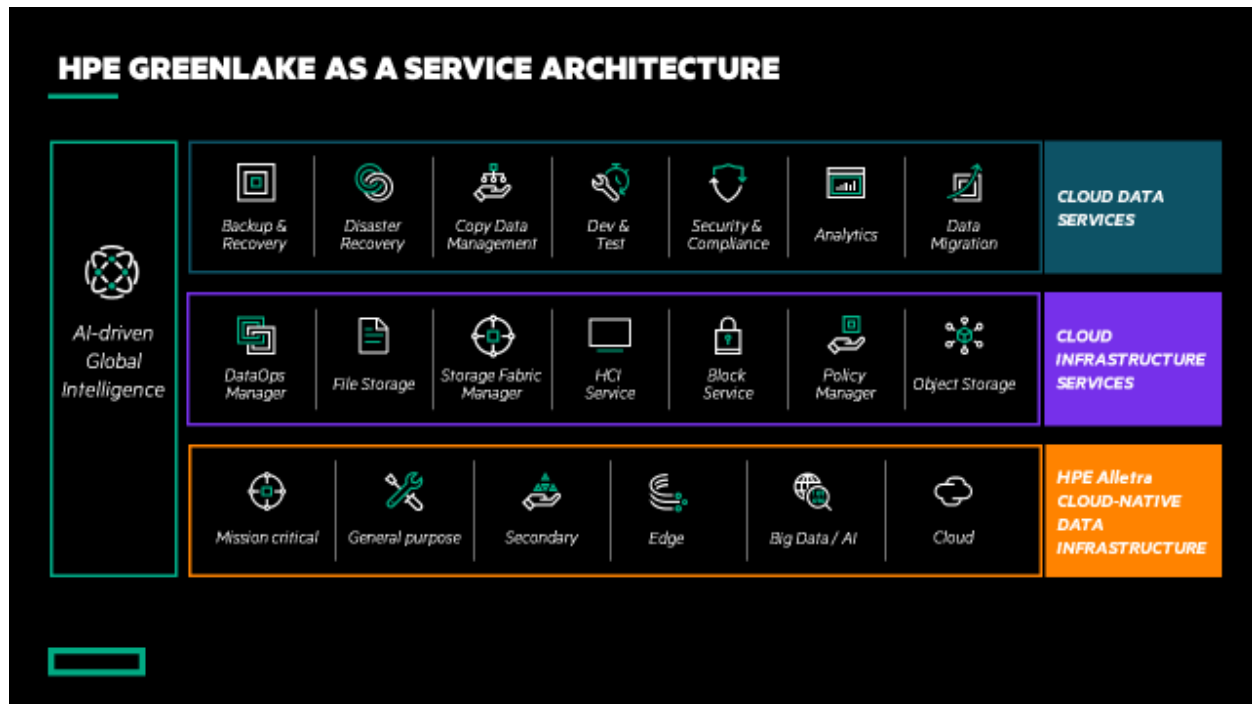 HPE GREENLAKE AS A SERVICE ARCHITECTURE
AI-driven
Global
Intelligence
Backup &
Recovery
Disaster
Recovery
Copy Data
Management
Dev &
Test
Security &
Compliance
Analytics
Data
Migration
CLOUD DATA
SERVICES
DataOps
Manager
File Storage
Storage Fabric
Manager
HCI
Service
Block
Service
Policy
Manager
Object Storage
CLOUD
INFRASTRUCTURE
SERVICES
Mission critical
General purpose
Secondary
Edge
Big Data / AI
Cloud
HPE Alletra
CLOUD-NATIVE
DATA
INFRASTRUCTURE